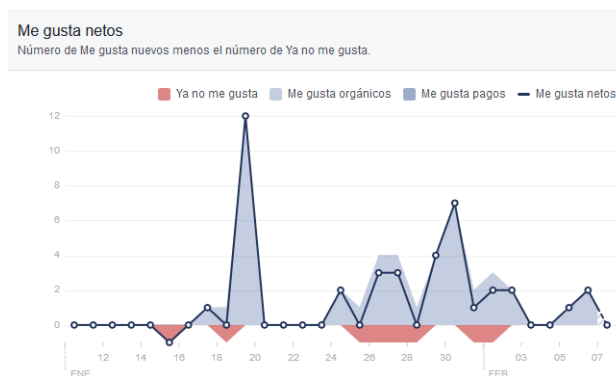 Me gusta netos
Número de Me gusta nuevos menos el número de Ya no me gusta.
Ya no me gusta Me gusta orgánicos Me gusta pagos Me gusta netos
12
10
8
6
4
2
0
12 14 16 18 20 22 24 26 28 30 03 05 07
ENE FEB